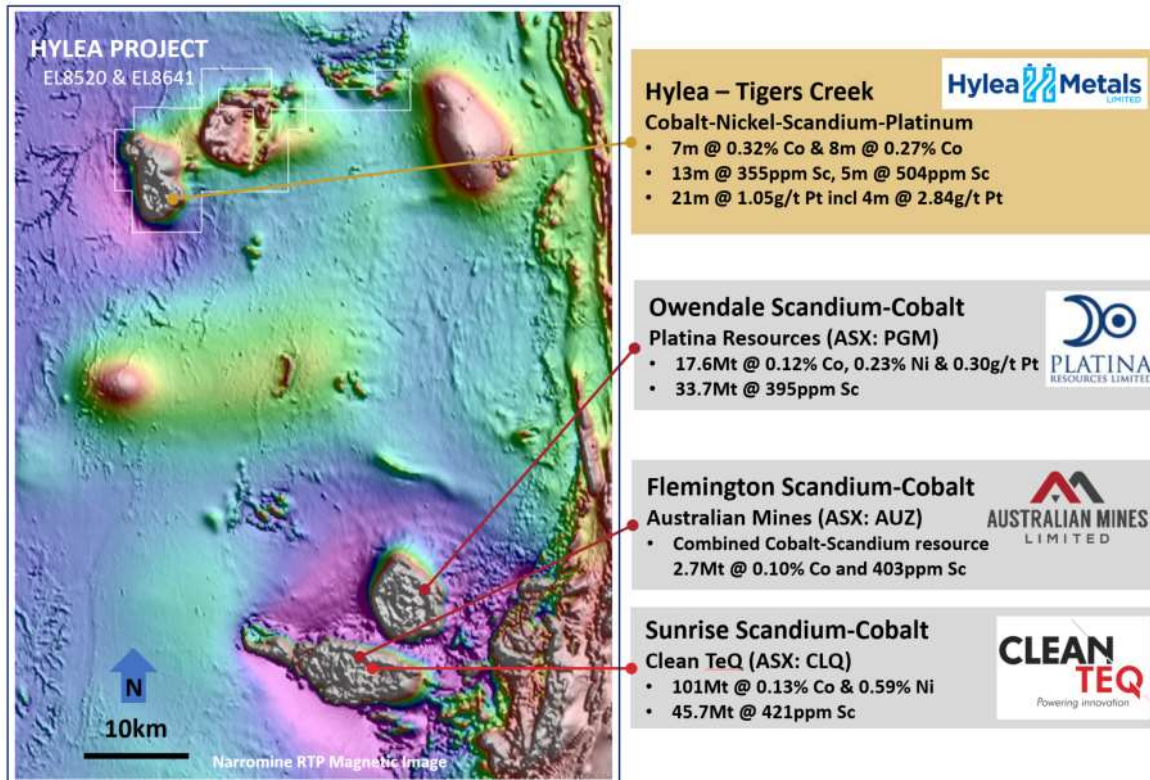 HYLEA PROJECT
EL8520 & EL8641
N
10km
Narromine RTP Magnetic Image
Hylea – Tigers Creek
Hylea Metals
LIMITED
Cobalt-Nickel-Scandium-Platinum
• 7m @ 0.32% Co & 8m @ 0.27% Co
• 13m @ 355ppm Sc, 5m @ 504ppm Sc
• 21m @ 1.05g/t Pt incl 4m @ 2.84g/t Pt
Owendale Scandium-Cobalt
Platina Resources (ASX: PGM)
• 17.6Mt @ 0.12% Co, 0.23% Ni & 0.30g/t Pt
• 33.7Mt @ 395ppm Sc
PLATINA
RESOURCES LIMITED
Flemington Scandium-Cobalt
Australian Mines (ASX: AUZ)
• Combined Cobalt-Scandium resource
2.7Mt @ 0.10% Co and 403ppm Sc
AUSTRALIAN MINES
LIMITED
Sunrise Scandium-Cobalt
Clean TeQ (ASX: CLQ)
• 101Mt @ 0.13% Co & 0.59% Ni
• 45.7Mt @ 421ppm Sc
CLEAN
TEQ
Powering innovation